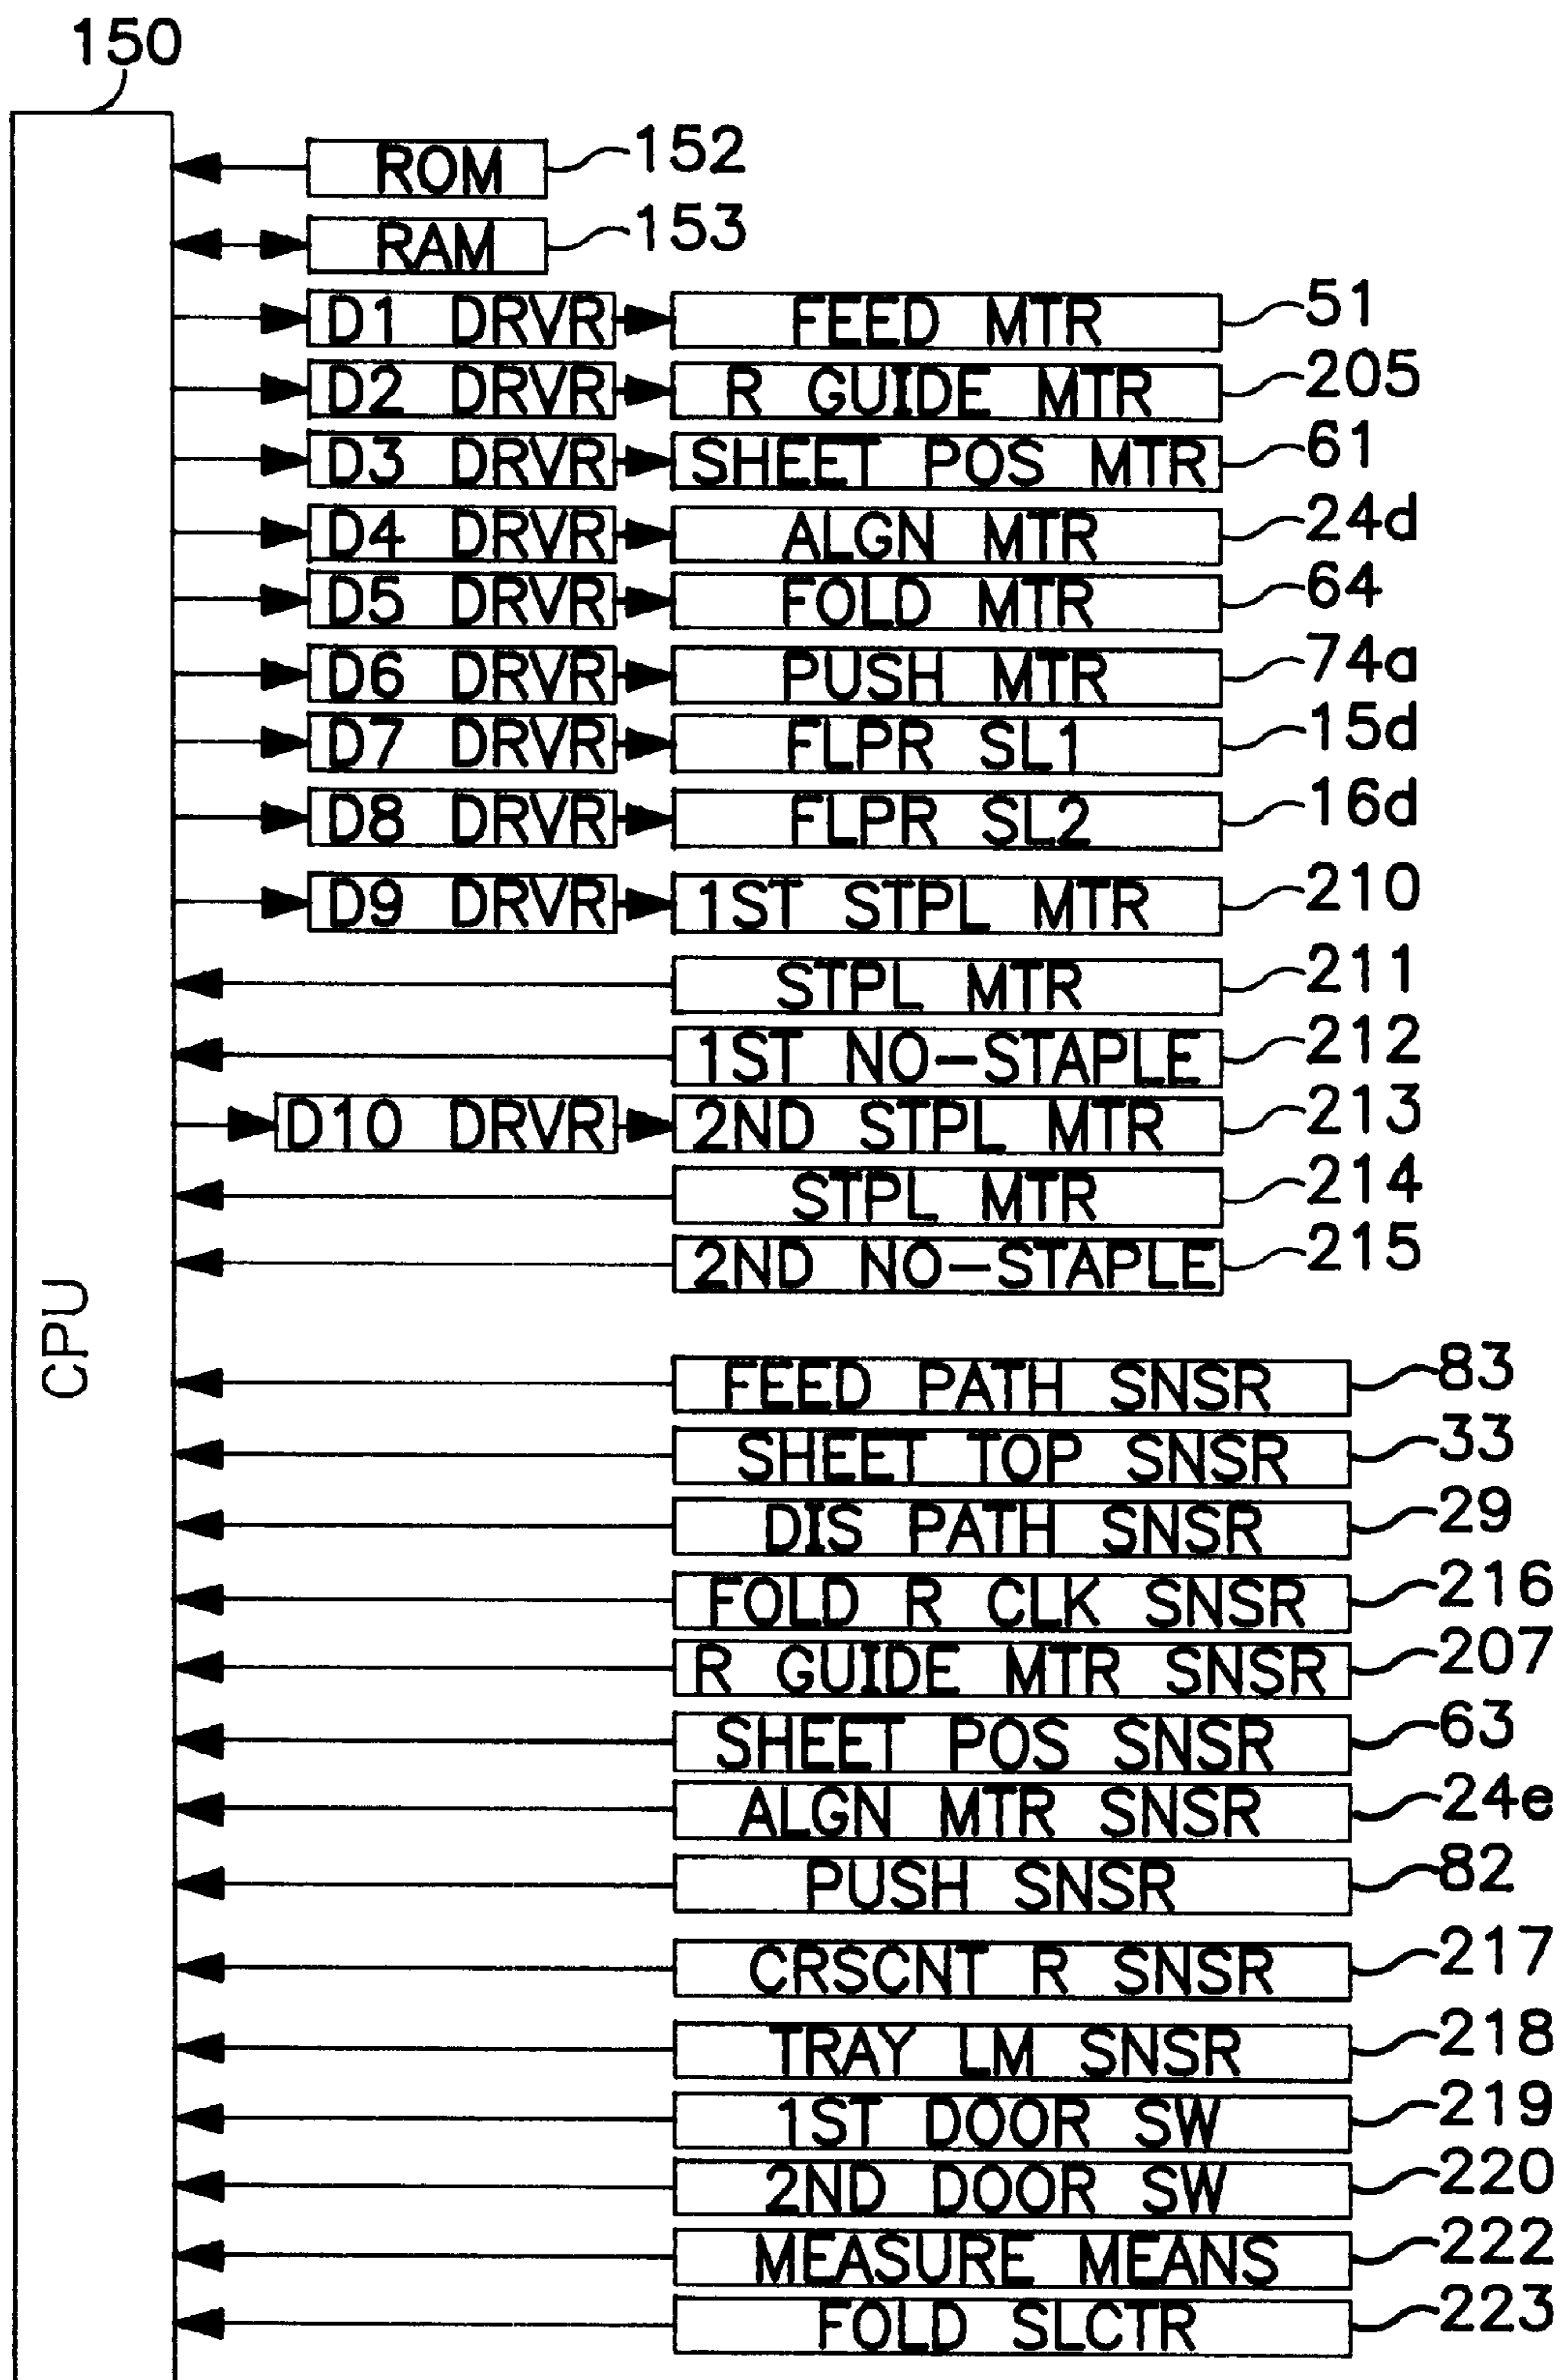 150
ROM 152
RAM 153
D1 DRVR FEED MTR 51
D2 DRVR R GUIDE MTR 205
D3 DRVR SHEET POS MTR 61
D4 DRVR ALGN MTR 24d
D5 DRVR FOLD MTR 64
D6 DRVR PUSH MTR 74a
D7 DRVR FLPR SL1 15d
D8 DRVR FLPR SL2 16d
D9 DRVR 1ST STPL MTR 210
STPL MTR 211
1ST NO-STAPLE 212
D10 DRVR 2ND STPL MTR 213
STPL MTR 214
2ND NO-STAPLE 215
CPU
FEED PATH SNSR 83
SHEET TOP SNSR 33
DIS PATH SNSR 29
FOLD R CLK SNSR 216
R GUIDE MTR SNSR 207
SHEET POS SNSR 63
ALGN MTR SNSR 24e
PUSH SNSR 82
CRSCNT R SNSR 217
TRAY LM SNSR 218
1ST DOOR SW 219
2ND DOOR SW 220
MEASURE MEANS 222
FOLD SLCTR 223